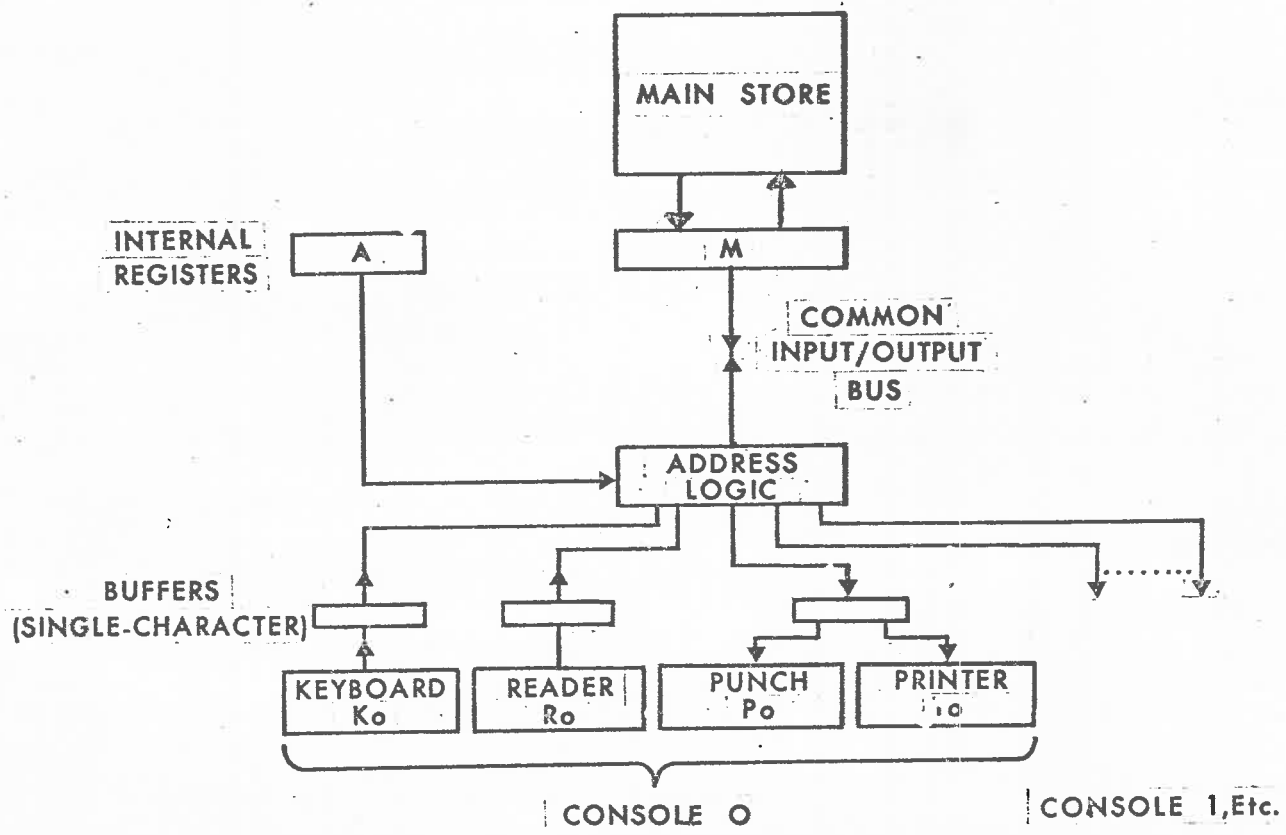 MAIN STORE
INTERNAL
REGISTERS
A
M
COMMON
INPUT/OUTPUT
BUS
ADDRESS
LOGIC
BUFFERS
(SINGLE-CHARACTER)
KEYBOARD
Ko
READER
Ro
PUNCH
Po
PRINTER
CONSOLE O
CONSOLE 1,Etc.